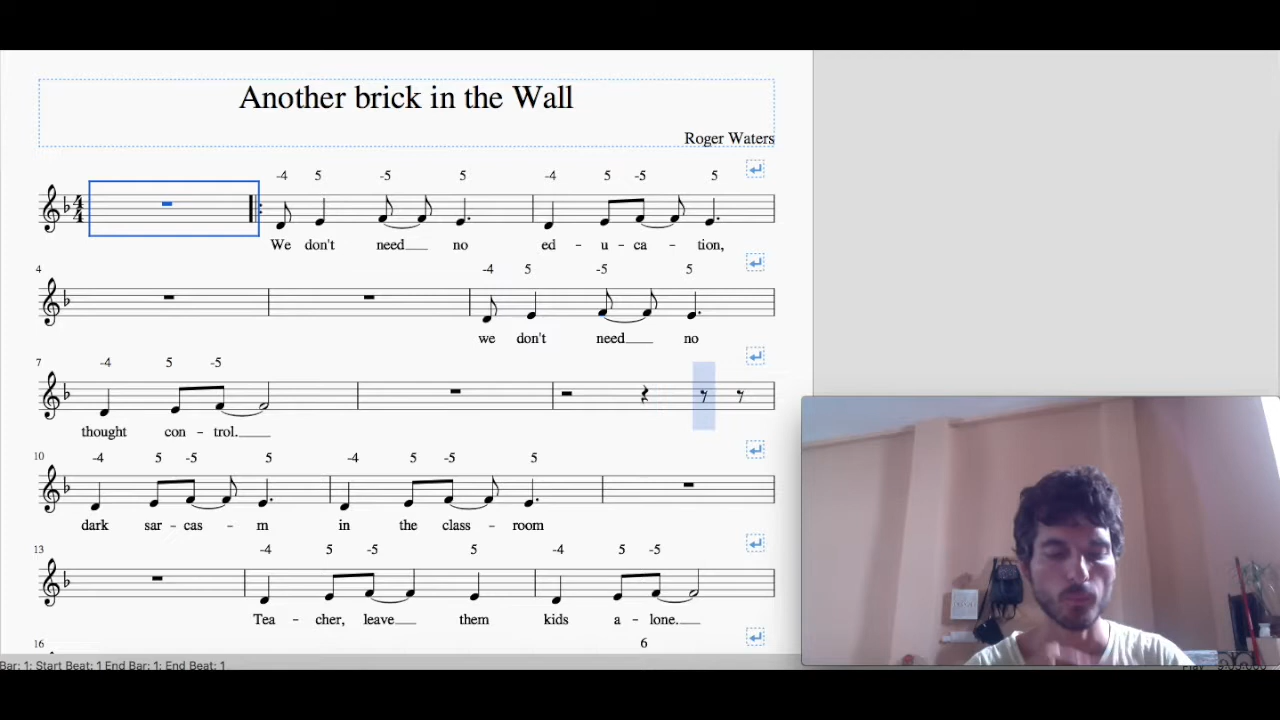 Another brick in the Wall
Roger Waters
-4 5 -5 5 -4 5 -5 5
We don't need no ed - u - ca - tion,
4
-4 5 -5 5
we don't need no
7
-4 5 -5
thought con - trol.
10
-4 5 -5 5 -4 5 -5 5
dark sar - cas - m in the class - room
13
-4 5 -5 5 -4 5 -5
Tea - cher, leave them kids a - lone.
16
6
Bar: 1; Start Beat: 1 End Bar: 1; End Beat: 1